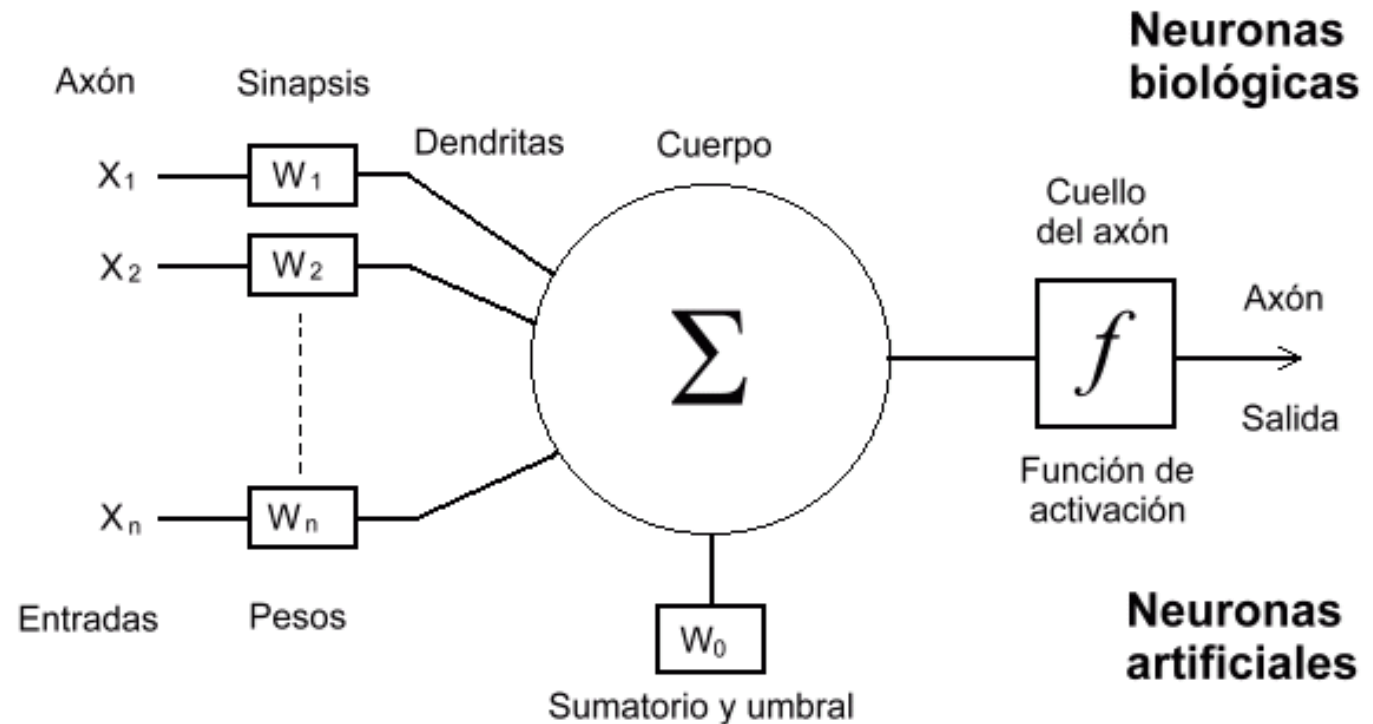 Neuronas
biológicas
Axón
Sinapsis
Dendritas
Cuerpo
X₁
W₁
X₂
W₂
Cuello
del axón
Σ
f
Axón
Salida
Función de
activación
Xₙ
Wₙ
Entradas
Pesos
W₀
Sumatorio y umbral
Neuronas
artificiales